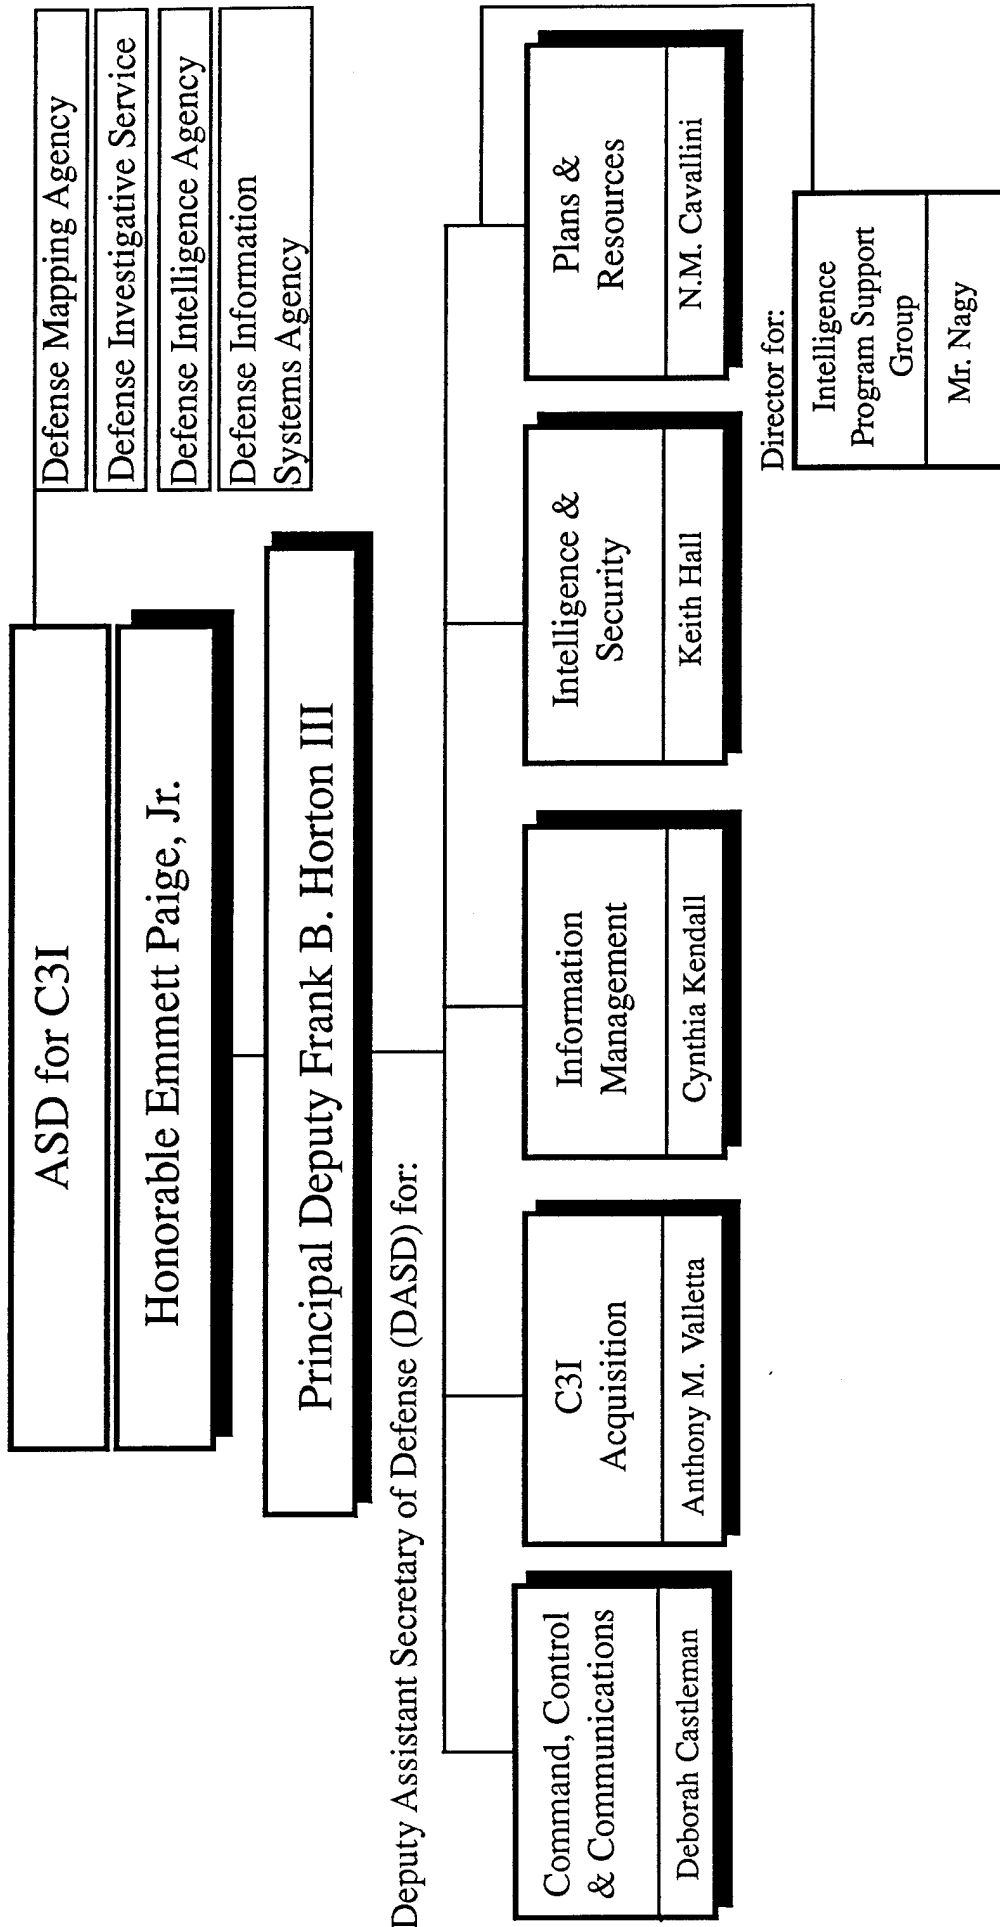 ASD for C3I
Honorable Emmett Paige, Jr.
Defense Mapping Agency
Defense Investigative Service
Defense Intelligence Agency
Defense Information
Systems Agency
Principal Deputy Frank B. Horton III
Deputy Assistant Secretary of Defense (DASD) for:
Command, Control
& Communications
Deborah Castleman
C3I
Acquisition
Anthony M. Valletta
Information
Management
Cynthia Kendall
Intelligence &
Security
Keith Hall
Plans &
Resources
N.M. Cavallini
Director for:
Intelligence
Program Support
Group
Mr. Nagy